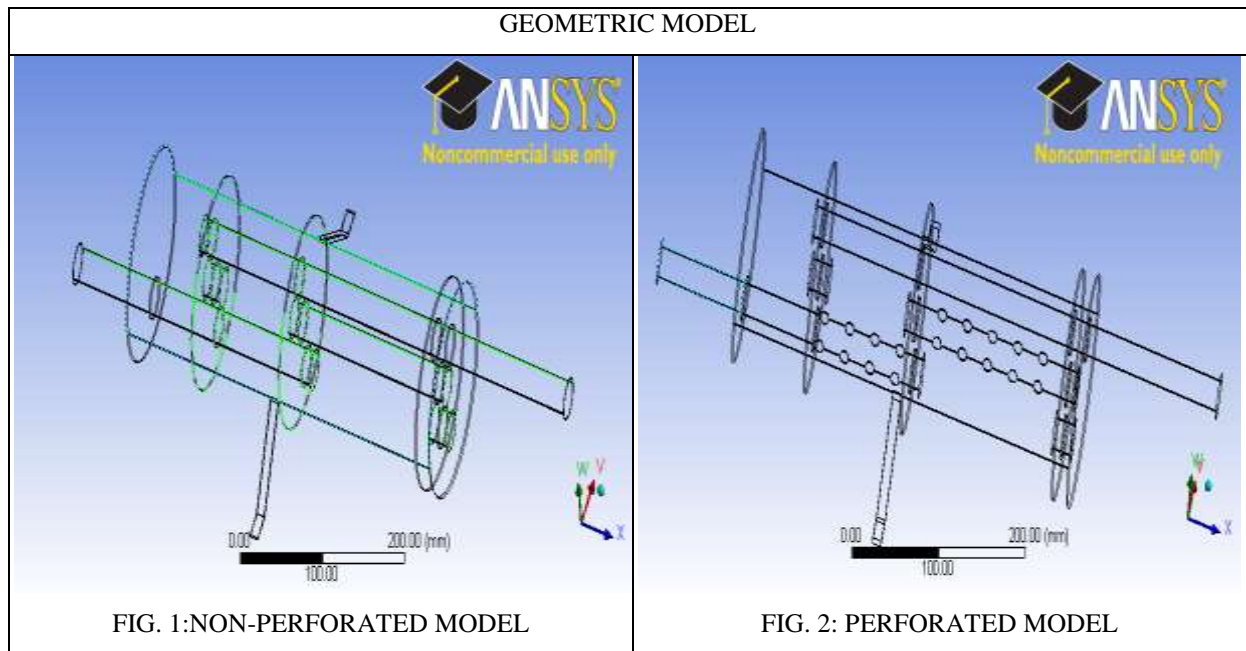 GEOMETRIC MODEL
ANSYS
Noncommercial use only
W V
X
0.00 200.00 (mm)
100.00
FIG. 1:NON-PERFORATED MODEL
ANSYS
Noncommercial use only
W
V
X
0.00 200.00 (mm)
100.00
FIG. 2: PERFORATED MODEL